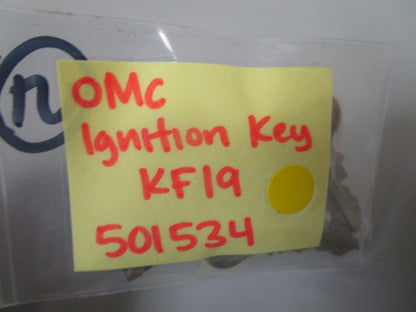 n
OMC
Ignition Key
KF19
501534